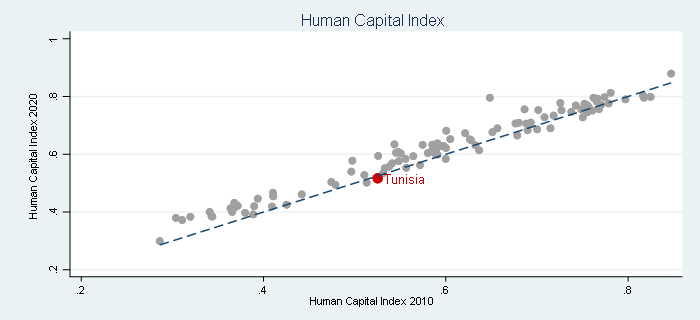 Human Capital Index
Human Capital Index 2020
1
.8
.6
.4
.2
Tunisia
.2 .4 .6 .8
Human Capital Index 2010